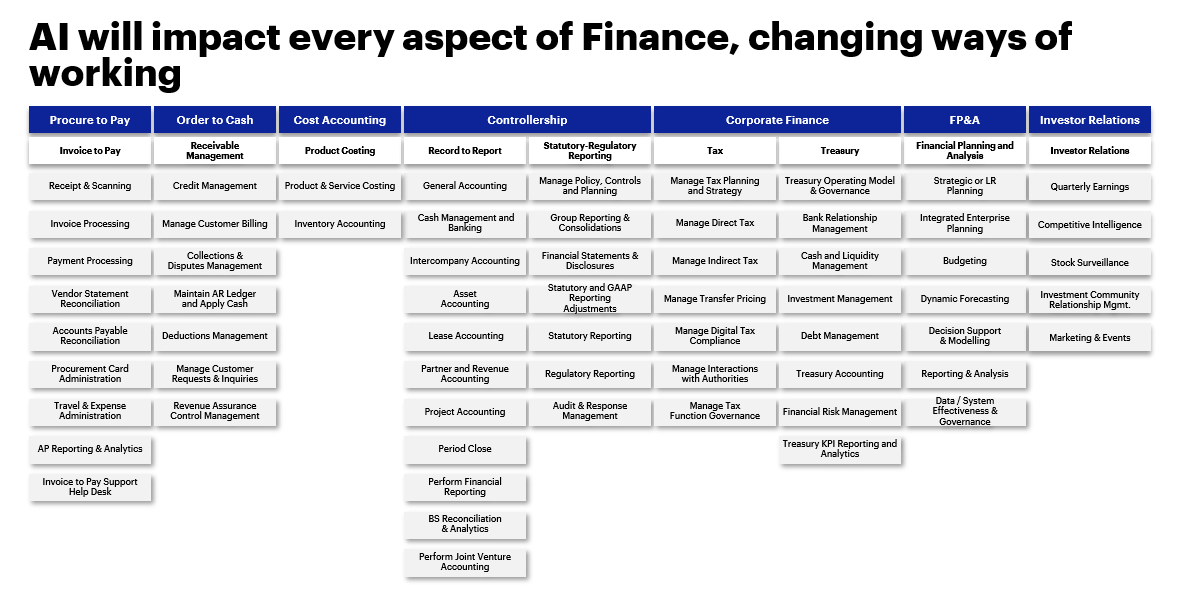 AI will impact every aspect of Finance, changing ways of
working
Procure to Pay
Order to Cash
Cost Accounting
Controllership
Corporate Finance
FP&A
Investor Relations
Invoice to Pay
Receivable
Management
Product Costing
Record to Report
Statutory-Regulatory
Reporting
Tax
Treasury
Financial Planning and
Analysis
Investor Relations
Receipt & Scanning
Credit Management
Product & Service Costing
General Accounting
Manage Policy, Controls
and Planning
Manage Tax Planning
and Strategy
Treasury Operating Model
& Governance
Strategic or LR
Planning
Quarterly Earnings
Invoice Processing
Manage Customer Billing
Inventory Accounting
Cash Management and
Banking
Group Reporting &
Consolidations
Manage Direct Tax
Bank Relationship
Management
Integrated Enterprise
Planning
Competitive Intelligence
Payment Processing
Collections &
Disputes Management
Intercompany Accounting
Financial Statements &
Disclosures
Manage Indirect Tax
Cash and Liquidity
Management
Budgeting
Stock Surveillance
Vendor Statement
Reconciliation
Maintain AR Ledger
and Apply Cash
Asset
Accounting
Statutory and GAAP
Reporting
Adjustments
Manage Transfer Pricing
Investment Management
Dynamic Forecasting
Investment Community
Relationship Mgmt.
Accounts Payable
Reconciliation
Deductions Management
Lease Accounting
Statutory Reporting
Manage Digital Tax
Compliance
Debt Management
Decision Support
& Modelling
Marketing & Events
Procurement Card
Administration
Manage Customer
Requests & Inquiries
Partner and Revenue
Accounting
Regulatory Reporting
Manage Interactions
with Authorities
Treasury Accounting
Reporting & Analysis
Travel & Expense
Administration
Revenue Assurance
Control Management
Project Accounting
Audit & Response
Management
Manage Tax
Function Governance
Financial Risk Management
Data / System
Effectiveness &
Governance
AP Reporting & Analytics
Period Close
Treasury KPI Reporting and
Analytics
Invoice to Pay Support
Help Desk
Perform Financial
Reporting
BS Reconciliation
& Analytics
Perform Joint Venture
Accounting